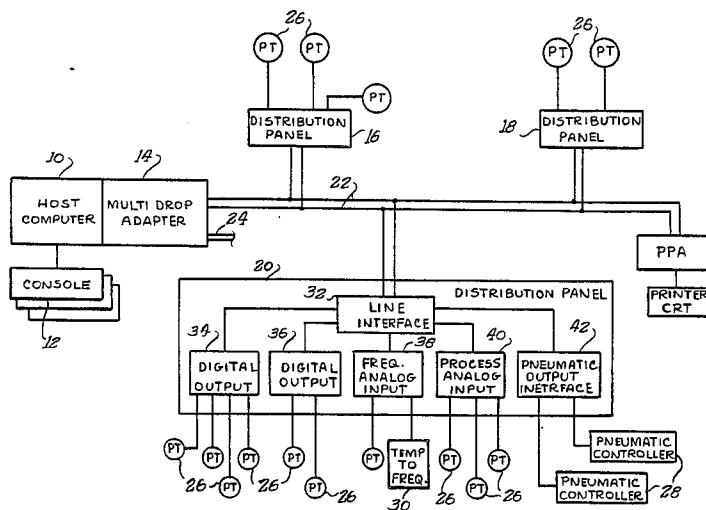 26
26
PT
PT
PT
PT
PT
DISTRIBUTION
PANEL
16
18
DISTRIBUTION
PANEL
10
14
HOST
COMPUTER
MULTI DROP
ADAPTER
22
24
CONSOLE
12
PPA
PRINTER
CRT
20
DISTRIBUTION PANEL
32
LINE
INTERFACE
34
36
38
40
42
DIGITAL
OUTPUT
DIGITAL
OUTPUT
FREQ.
ANALOG
INPUT
PROCESS
ANALOG
INPUT
PNEUMATIC
OUTPUT
INETRFACE
PT
PT
PT
PT
PT
PT
PT
TEMP
TO
FREQ.
PT
PT
PT
26
26
26
26
26
26
30
PNEUMATIC
CONTROLLER
PNEUMATIC
CONTROLLER
28